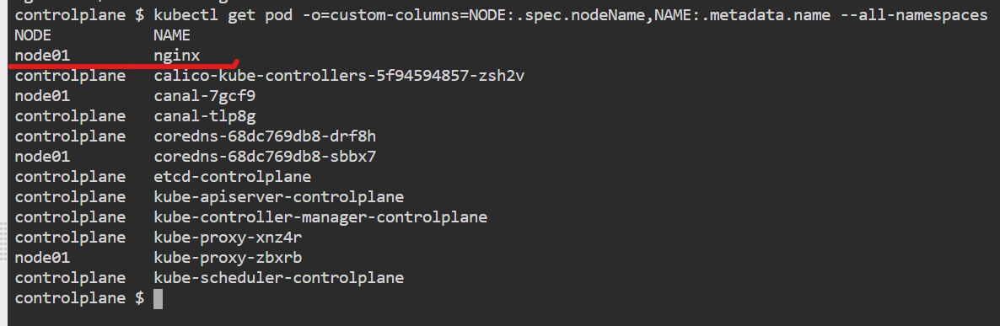 controlplane $ kubectl get pod -o=custom-columns=NODE:.spec.nodeName,NAME:.metadata.name --all-namespaces
NODE NAME
node01 nginx
controlplane calico-kube-controllers-5f94594857-zsh2v
node01 canal-7gcf9
controlplane canal-tlp8g
controlplane coredns-68dc769db8-drf8h
node01 coredns-68dc769db8-sbbx7
controlplane etcd-controlplane
controlplane kube-apiserver-controlplane
controlplane kube-controller-manager-controlplane
controlplane kube-proxy-xnz4r
node01 kube-proxy-zbxrb
controlplane kube-scheduler-controlplane
controlplane $